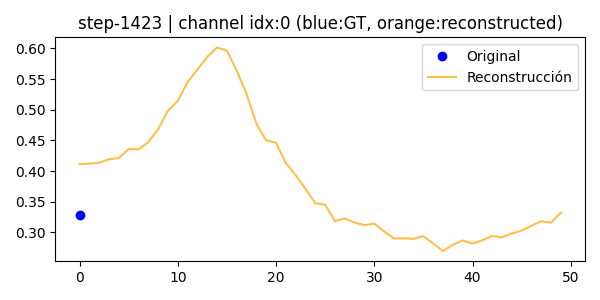 step-1423 | channel idx:0 (blue:GT, orange:reconstructed)
Original
Reconstrucción
0.60
0.55
0.50
0.45
0.40
0.35
0.30
0 10 20 30 40 50